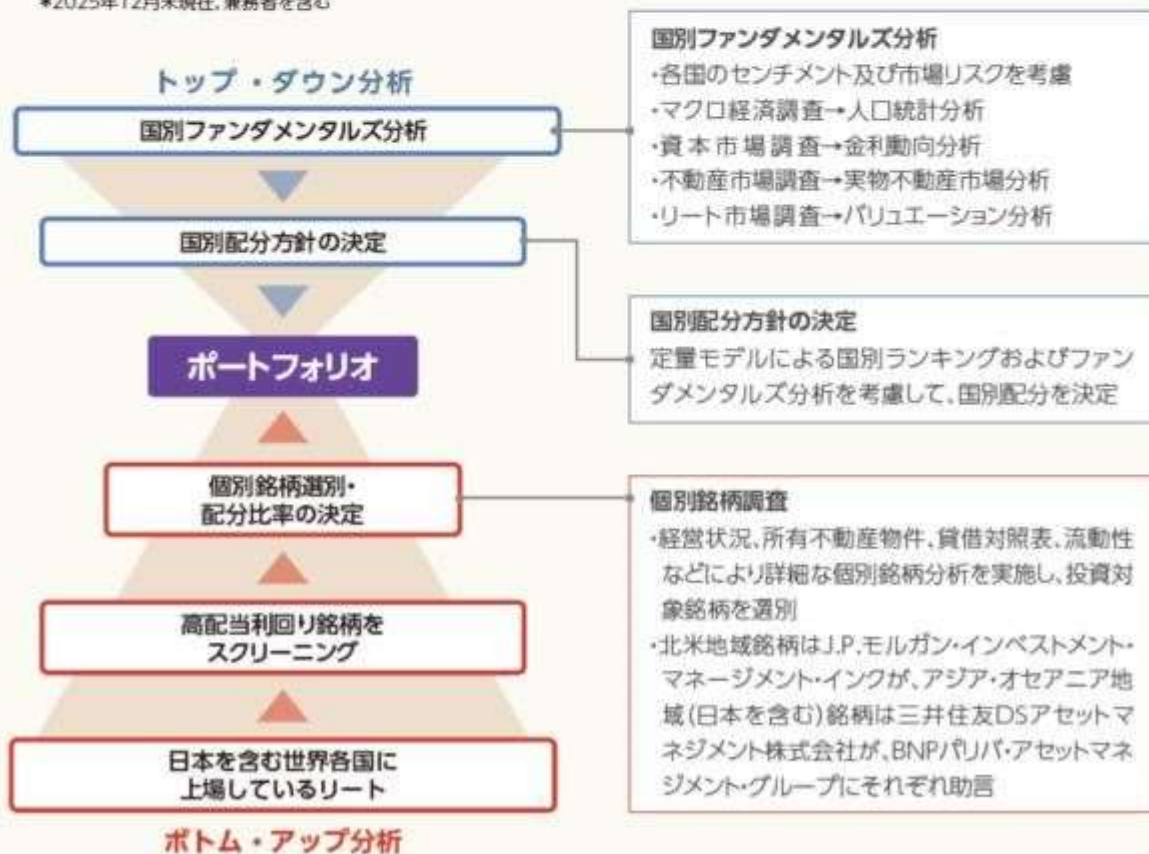 *2025年12月末現在、兼務者を含む
トップ・ダウン分析
国別ファンダメンタルズ分析
国別配分方針の決定
ポートフォリオ
個別銘柄選別・
配分比率の決定
高配当利回り銘柄を
スクリーニング
日本を含む世界各国に
上場しているリート
ボトム・アップ分析
国別ファンダメンタルズ分析
・各国のセンチメント及び市場リスクを考慮
・マクロ経済調査→人口統計分析
・資本市場調査→金利動向分析
・不動産市場調査→実物不動産市場分析
・リート市場調査→バリュエーション分析
国別配分方針の決定
定量モデルによる国別ランキングおよびファン
ダメンタルズ分析を考慮して、国別配分を決定
個別銘柄調査
・経営状況、所有不動産物件、貸借対照表、流動性
などにより詳細な個別銘柄分析を実施し、投資対
象銘柄を選別
・北米地域銘柄はJ.P.モルガン・インベストメント・
マネージメント・インクが、アジア・オセアニア地
域(日本を含む)銘柄は三井住友DSアセットマ
ネジメント株式会社が、BNPパリバ・アセットマネ
ジメント・グループにそれぞれ助言